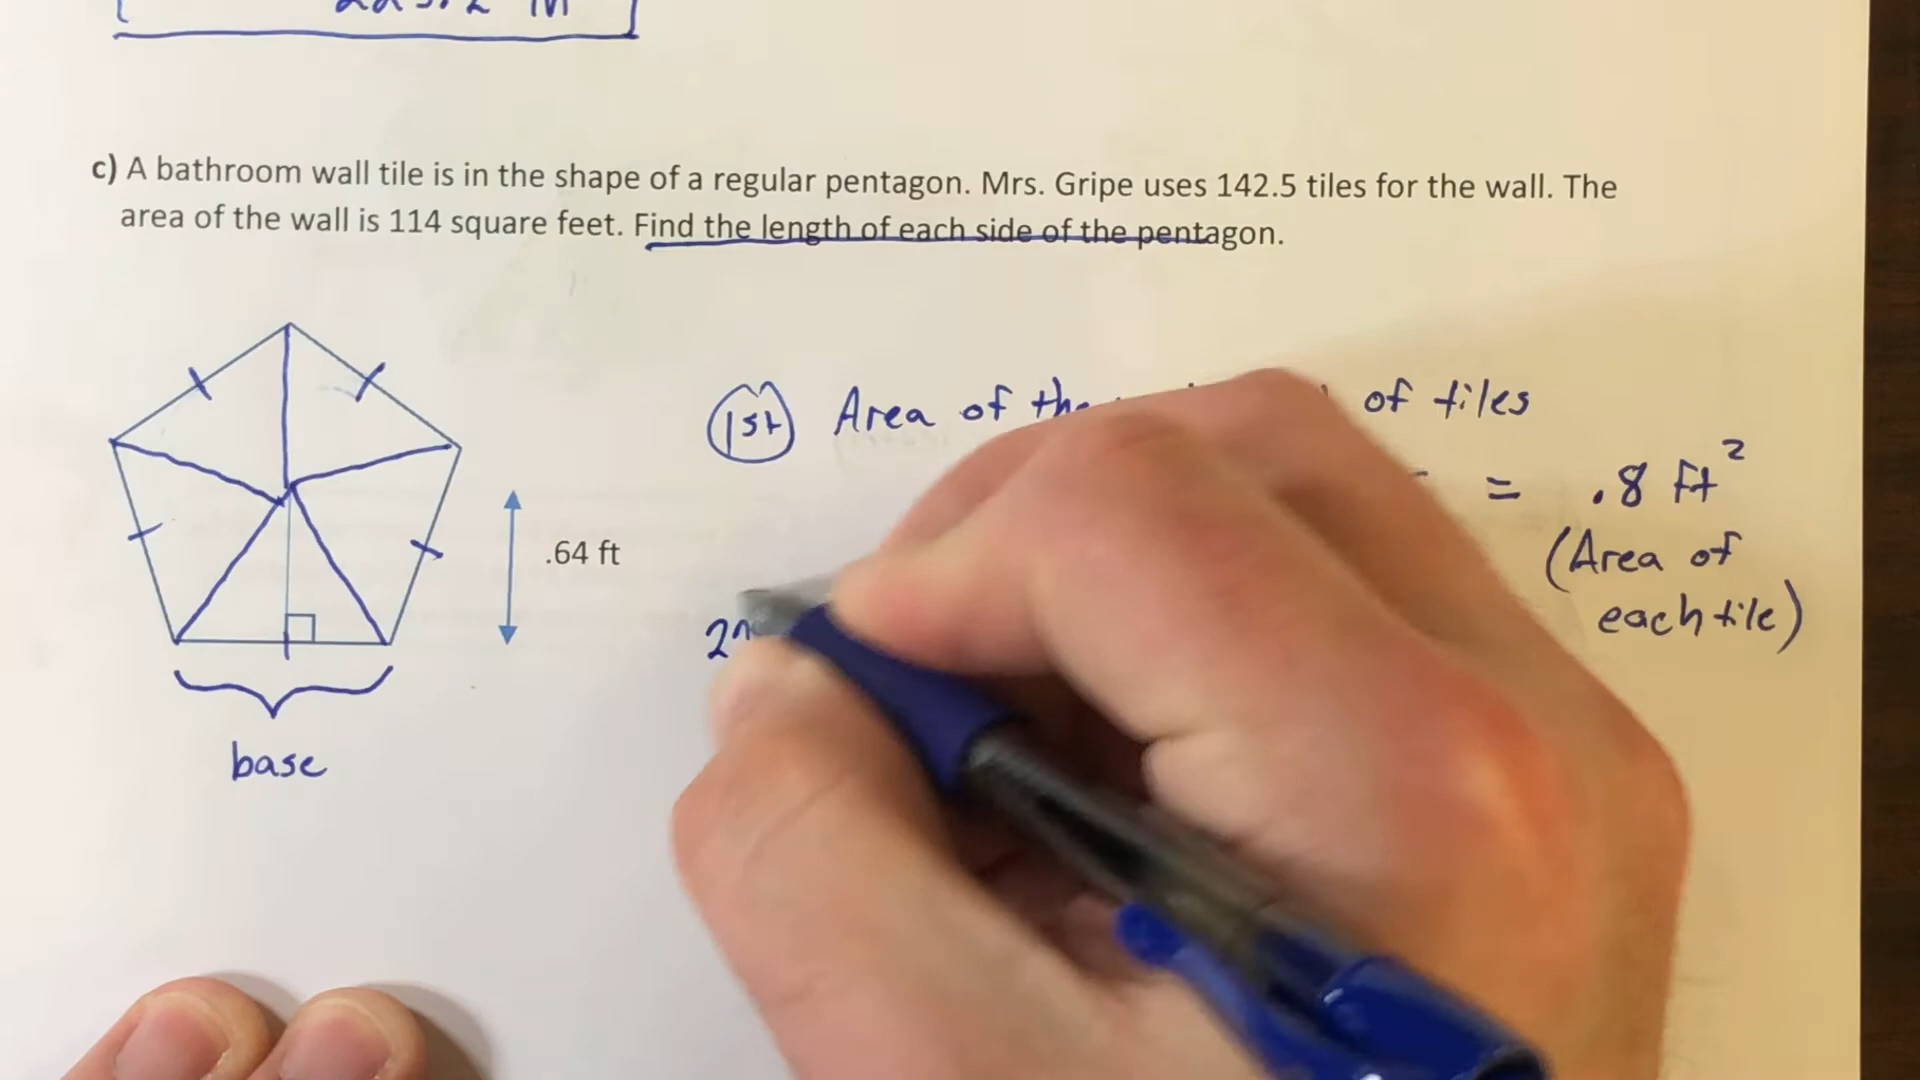 c) A bathroom wall tile is in the shape of a regular pentagon. Mrs. Gripe uses 142.5 tiles for the wall. The
area of the wall is 114 square feet. Find the length of each side of the pentagon.
1st Area of the of tiles
= .8 ft²
.64 ft
(Area of
each tile)
base